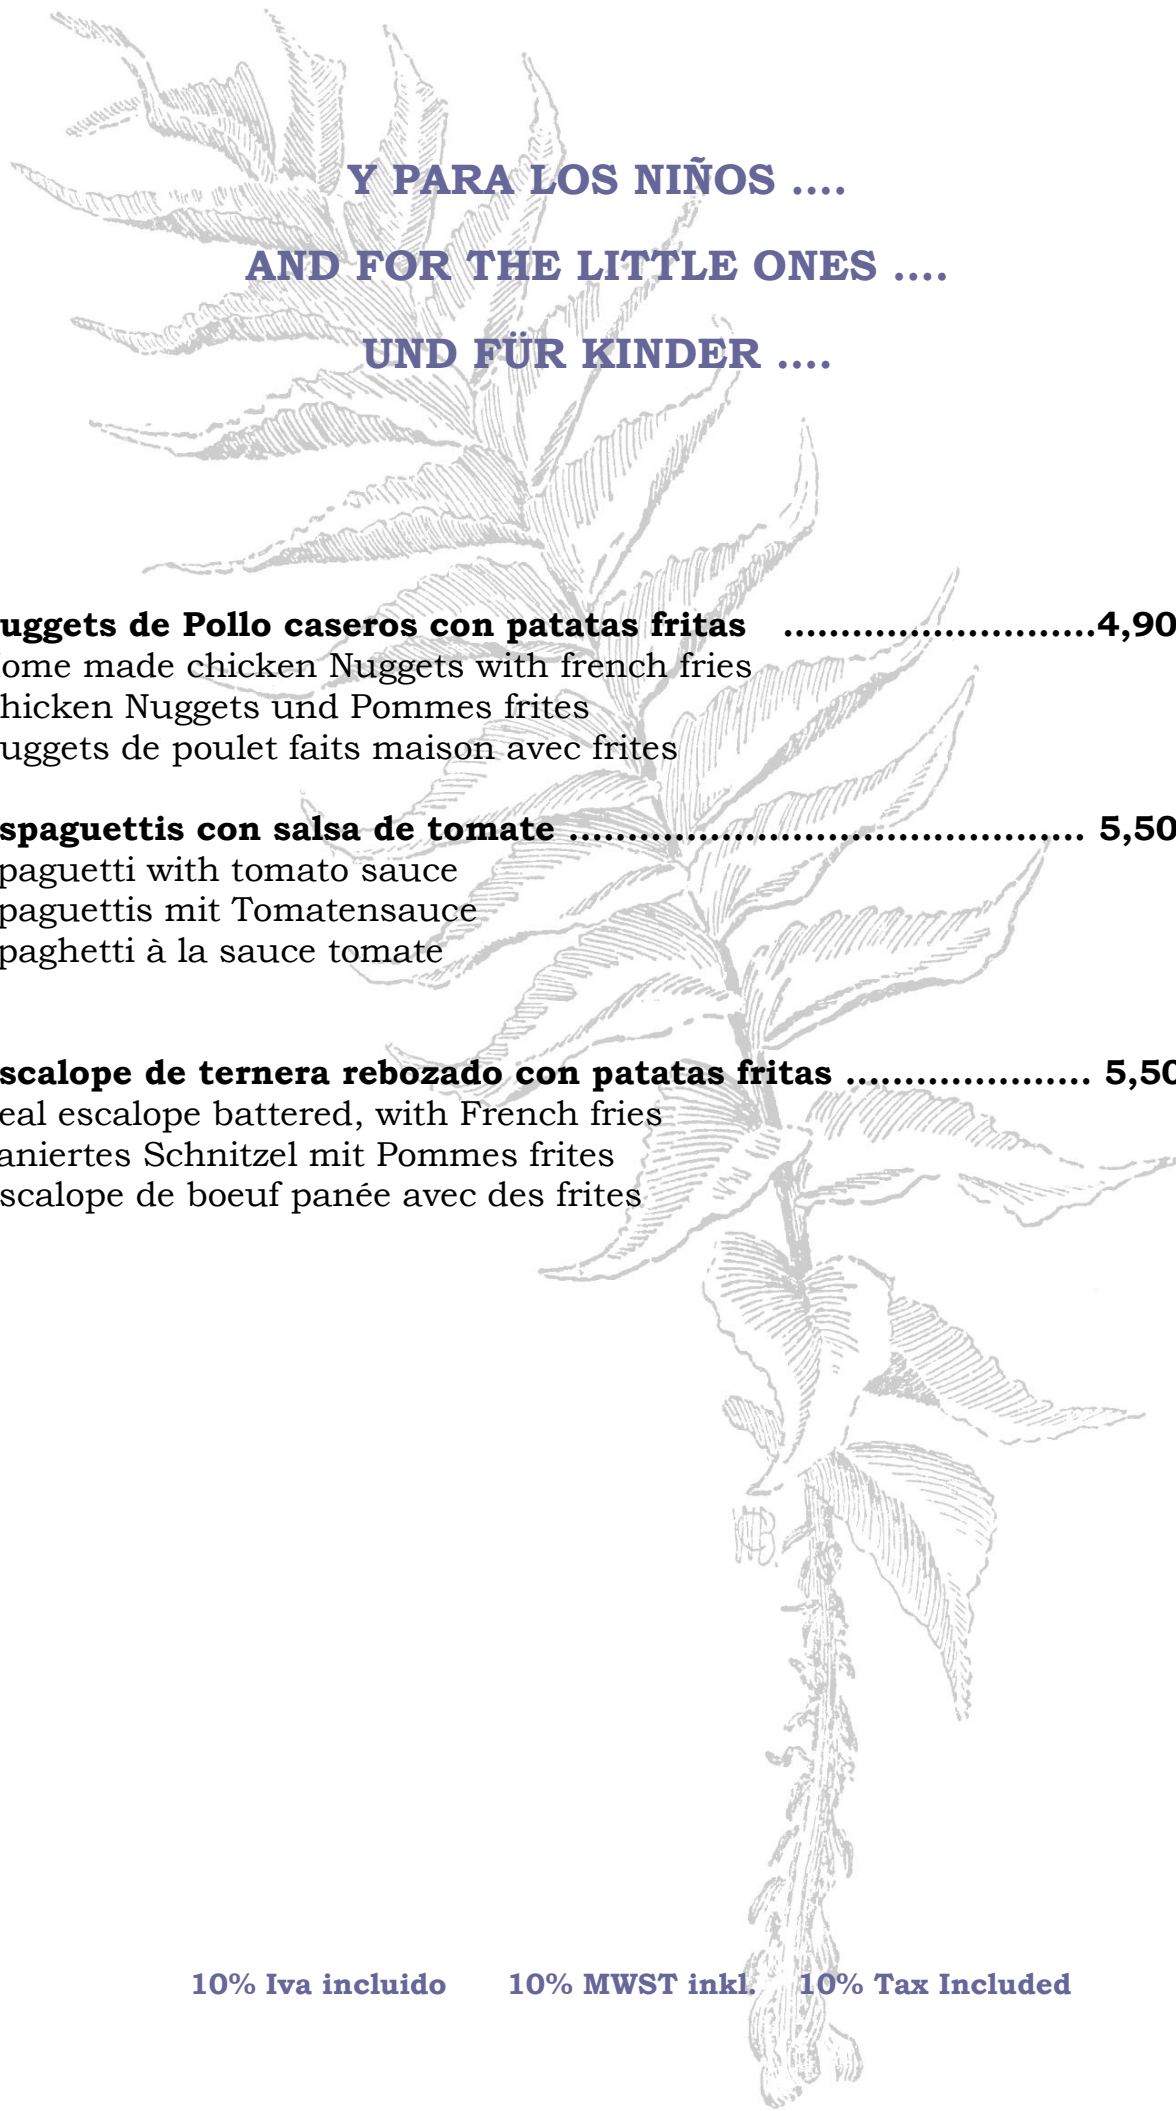 Y PARA LOS NIÑOS ....
AND FOR THE LITTLE ONES ....
UND FÜR KINDER ....
uggets de Pollo caseros con patatas fritas ...........................4,90
ome made chicken Nuggets with french fries
hicken Nuggets und Pommes frites
uggets de poulet faits maison avec frites
spaguettis con salsa de tomate ............................................ 5,50
paguetti with tomato sauce
paguettis mit Tomatensauce
paghetti à la sauce tomate
scalope de ternera rebozado con patatas fritas ..................... 5,50
eal escalope battered, with French fries
aniertes Schnitzel mit Pommes frites
scalope de boeuf panée avec des frites
10% Iva incluido 10% MWST inkl. 10% Tax Included